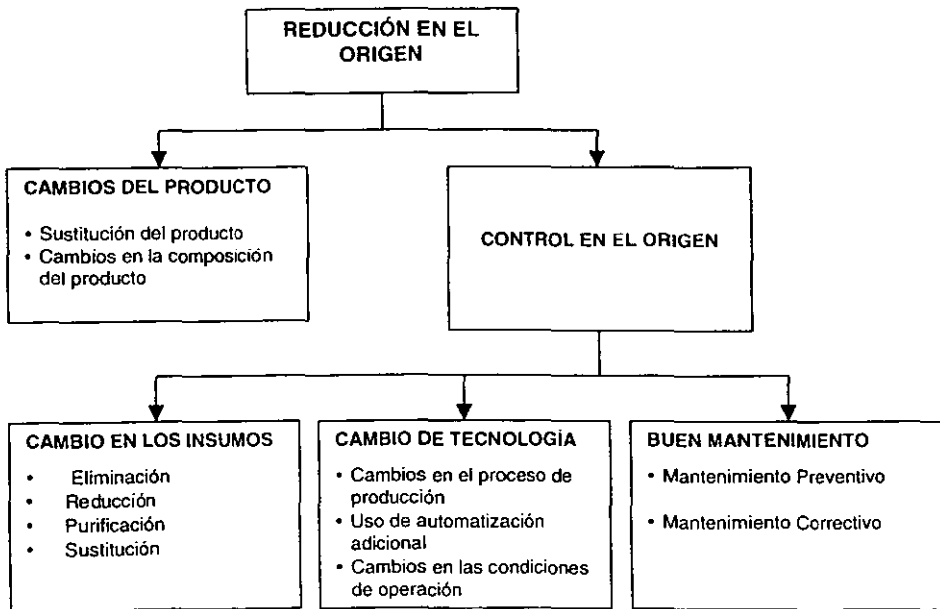 REDUCCIÓN EN EL
ORIGEN
CAMBIOS DEL PRODUCTO
• Sustitución del producto
• Cambios en la composición
del producto
CONTROL EN EL ORIGEN
CAMBIO EN LOS INSUMOS
• Eliminación
• Reducción
• Purificación
• Sustitución
CAMBIO DE TECNOLOGÍA
• Cambios en el proceso de
producción
• Uso de automatización
adicional
• Cambios en las condiciones
de operación
BUEN MANTENIMIENTO
• Mantenimiento Preventivo
• Mantenimiento Correctivo